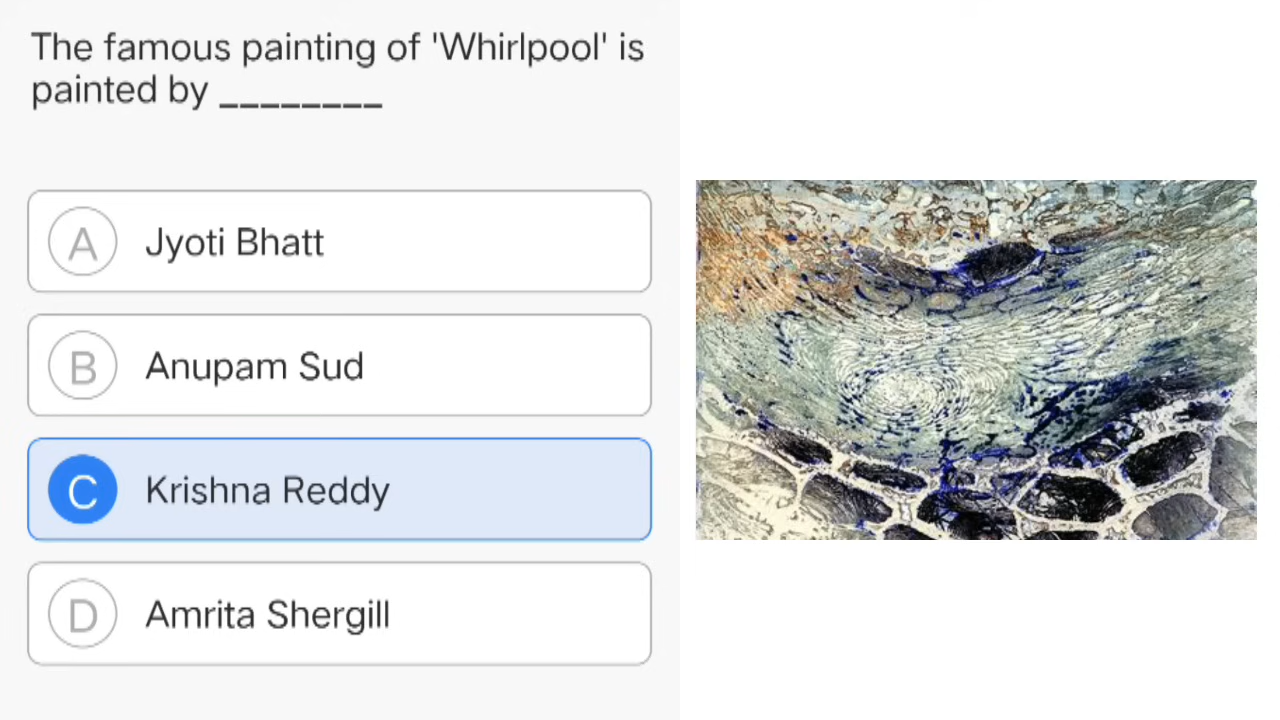 The famous painting of 'Whirlpool' is
painted by ________
A Jyoti Bhatt
B Anupam Sud
C Krishna Reddy
D Amrita Shergill